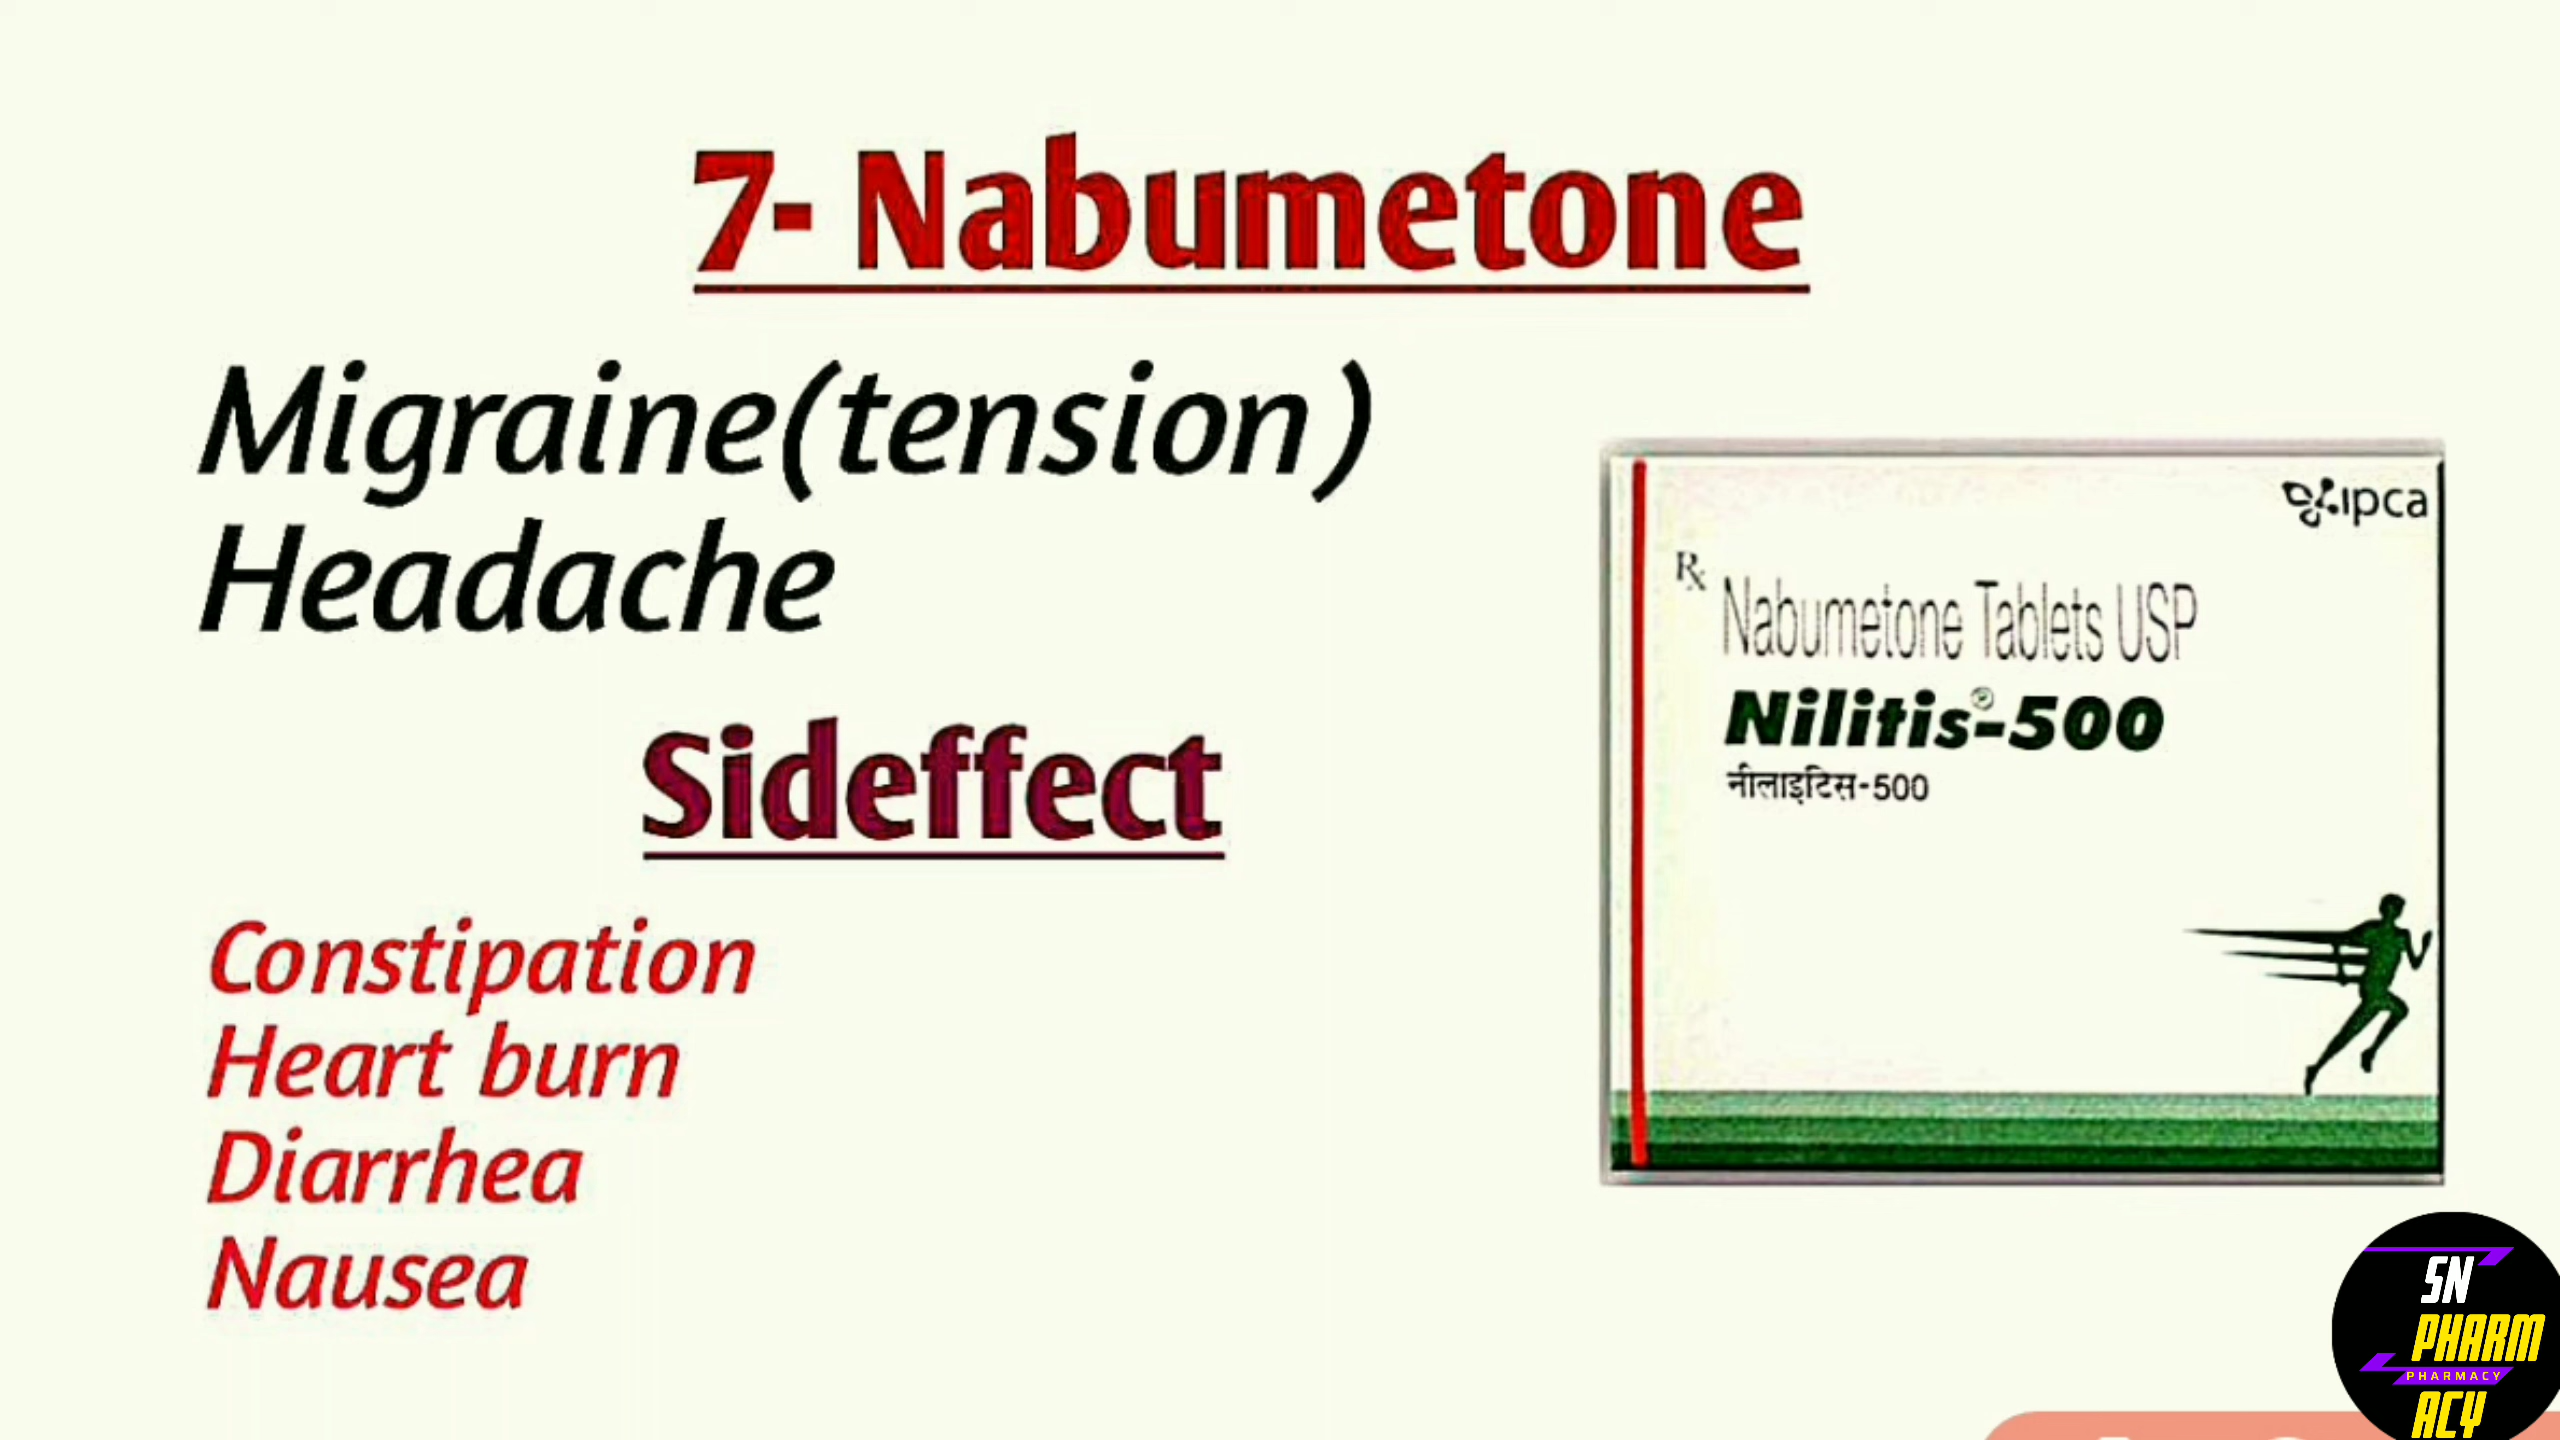 7- Nabumetone
Migraine(tension)
Headache
Sideffect
Constipation
Heart burn
Diarrhea
Nausea
ipca
Rx
Nabumetone Tablets USP
Nilitis®-500
नीलाइटिस-500
SN
PHARM
PHARMACY
ACY